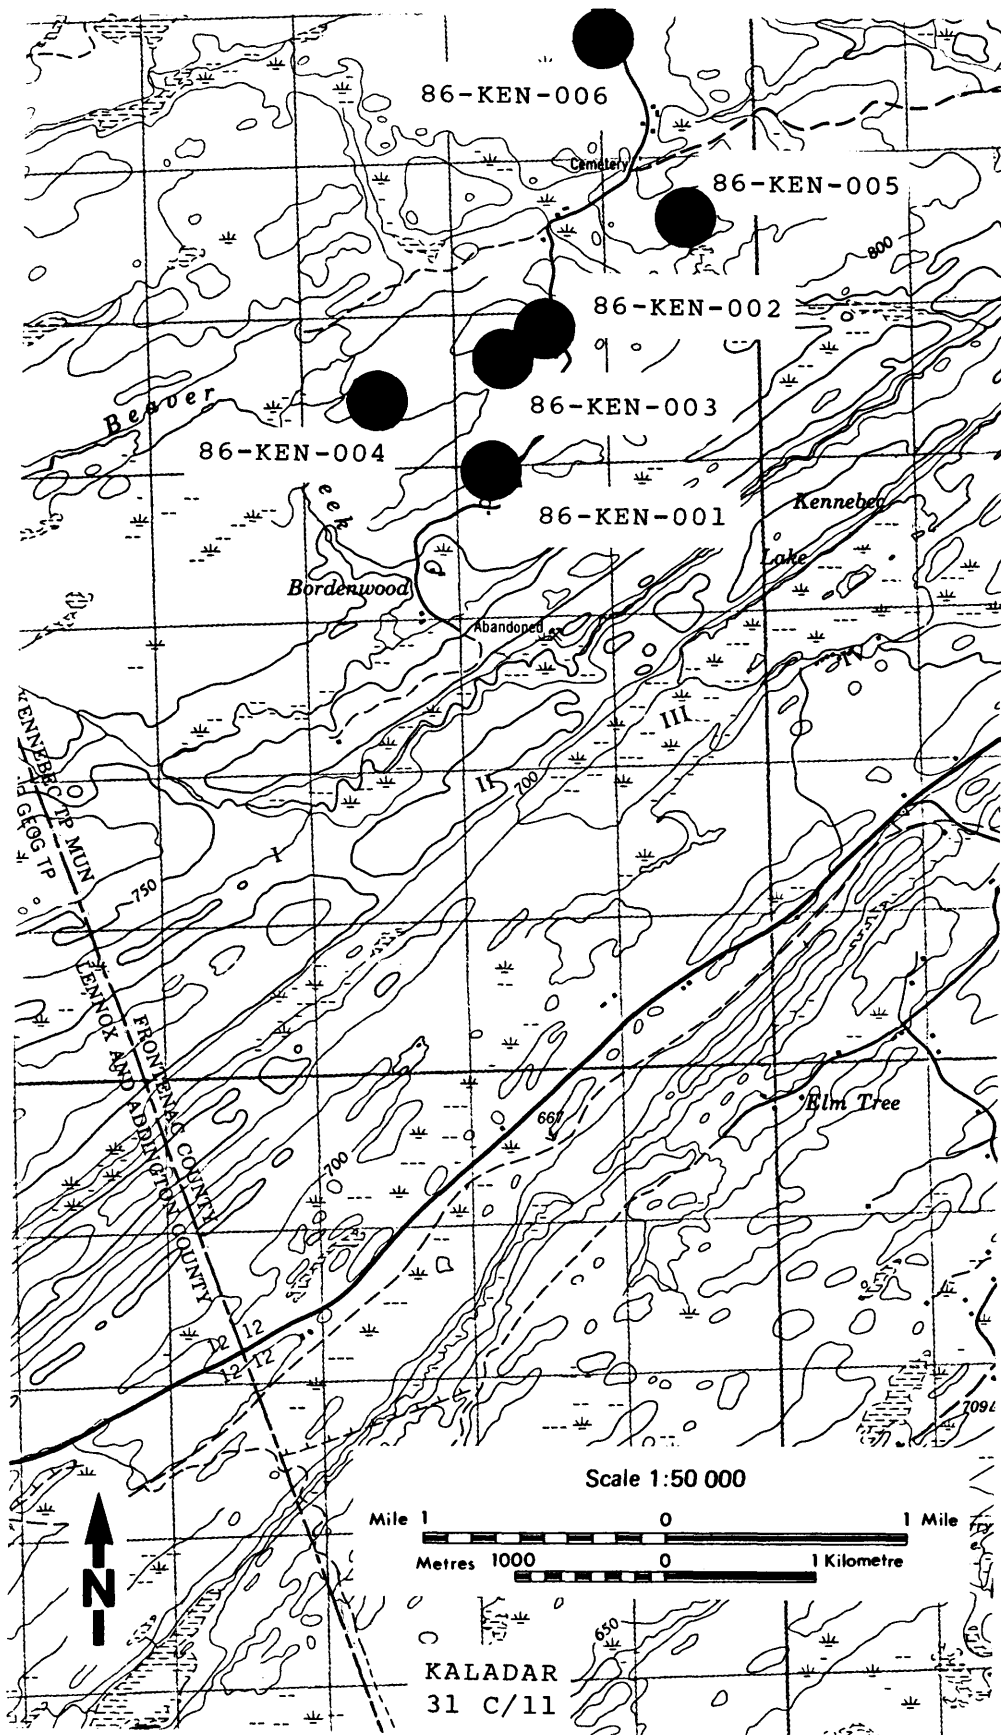 86-KEN-006
Cemetery
86-KEN-005
800
86-KEN-002
Beaver
86-KEN-003
86-KEN-004
eek
Kennebec
86-KEN-001
Lake
Bordenwood
Abandoned
IV
III
II
700
KENNEBEC TP MUN
GEOG TP
I
750
LENNOX AND ADDINGTON COUNTY
FRONTENAC COUNTY
Elm Tree
667
700
12 12
12 12
709
Scale 1:50 000
Mile 1 0 1 Mile
Metres 1000 0 1 Kilometre
N
650
KALADAR
31 C/11